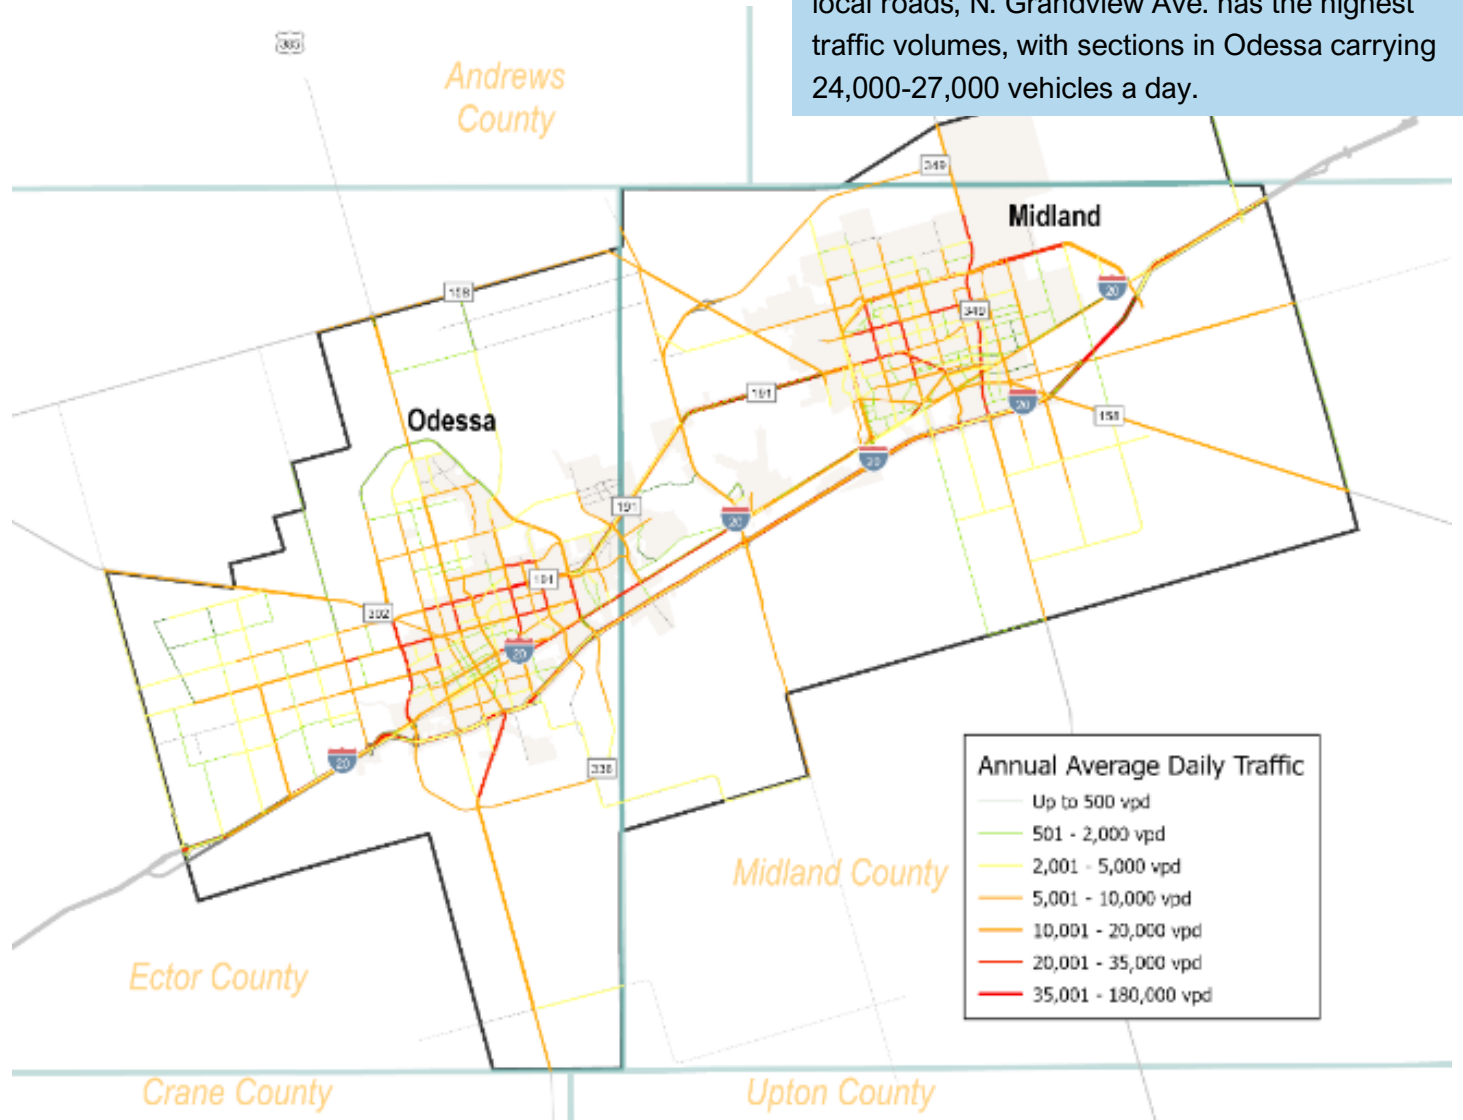 local roads, N. Grandview Ave. has the highest
traffic volumes, with sections in Odessa carrying
24,000-27,000 vehicles a day.
385
Andrews
County
349
Midland
20
158
349
191
20
158
Odessa
20
191
20
191
302
20
20
338
Annual Average Daily Traffic
Up to 500 vpd
501 - 2,000 vpd
2,001 - 5,000 vpd
5,001 - 10,000 vpd
10,001 - 20,000 vpd
20,001 - 35,000 vpd
35,001 - 180,000 vpd
Midland County
Ector County
Crane County
Upton County